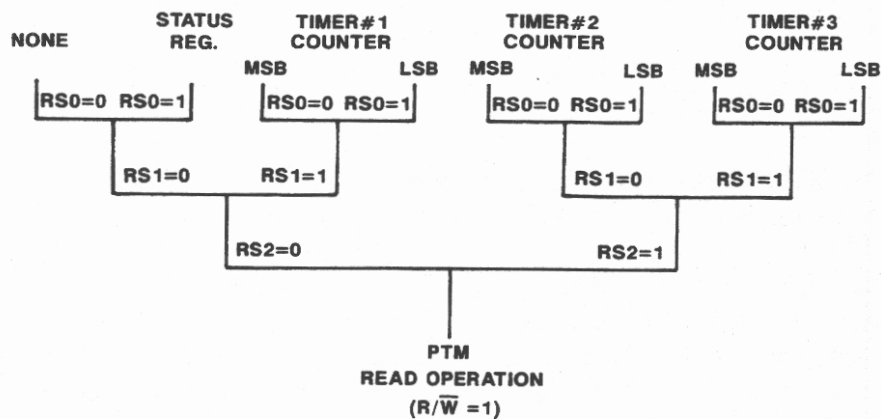 NONE STATUS REG. TIMER#1 COUNTER TIMER#2 COUNTER TIMER#3 COUNTER
MSB LSB MSB LSB MSB LSB
RS0=0 RS0=1 RS0=0 RS0=1 RS0=0 RS0=1 RS0=0 RS0=1
RS1=0 RS1=1 RS1=0 RS1=1
RS2=0 RS2=1
PTM
READ OPERATION
(R/W̅ =1)